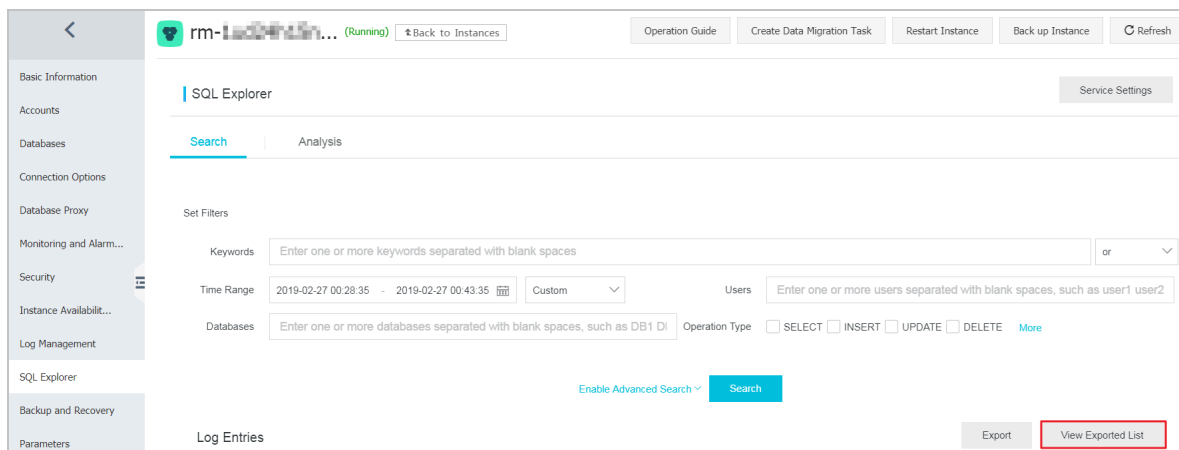 rm- ... (Running) Back to Instances Operation Guide Create Data Migration Task Restart Instance Back up Instance Refresh
Basic Information
SQL Explorer Service Settings
Accounts
Databases
Search Analysis
Connection Options
Database Proxy
Set Filters
Monitoring and Alarm...
Keywords Enter one or more keywords separated with blank spaces or
Security
Time Range 2019-02-27 00:28:35 - 2019-02-27 00:43:35 Custom Users Enter one or more users separated with blank spaces, such as user1 user2
Instance Availabilit...
Databases Enter one or more databases separated with blank spaces, such as DB1 Operation Type SELECT INSERT UPDATE DELETE More
Log Management
SQL Explorer
Enable Advanced Search Search
Backup and Recovery
Log Entries Export View Exported List
Parameters